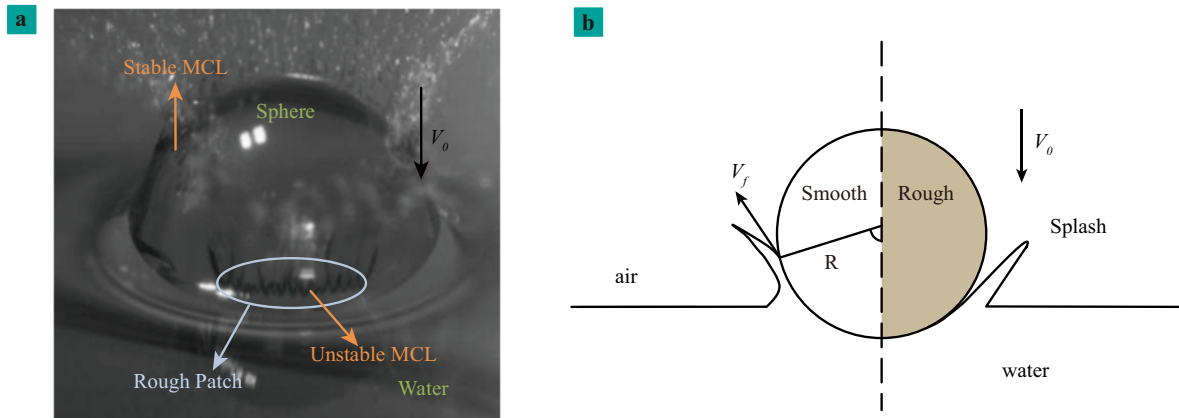 a
Stable MCL
Sphere
V0
Unstable MCL
Rough Patch
Water
b
V0
Vf
Smooth
Rough
Splash
R
air
water